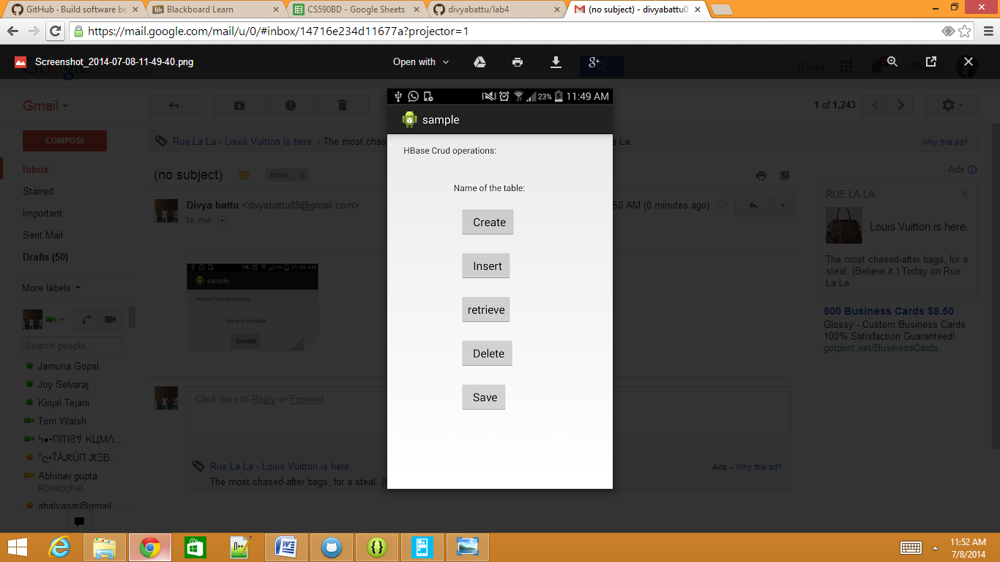 GitHub · Build software be
Blackboard Learn
CS590BD - Google Sheets
divyabattu/lab4
(no subject) - divyabattu0
https://mail.google.com/mail/u/0/#inbox/14716e234d11677a?projector=1
Screenshot_2014-07-08-11-49-40.png
Open with
+Divya
Share
Gmail
1 of 1,243
COMPOSE
Inbox
Starred
Important
Sent Mail
Drafts (50)
More labels
Search people...
Jamuna Gopal
Joy Selvaraj
Kinjal Tejani
Tom Walsh
Abhinav gupta
#Snapchat
ahalyanat@gmail
Rue La La - Louis Vuitton is here. - The most chas
La.
Why this ad?
(no subject)
Inbox x
Divya battu <divyabattu09@gmail.com>
50 AM (0 minutes ago)
to me
11:49 AM
sample
HBase Crud operations:
Name of the table:
Create
Click here to Reply or Forward
Rue La La - Louis Vuitton is here.
Ads – Why this ad?
The most chased-after bags, for a steal. (
23% 11:49 AM
sample
HBase Crud operations:
Name of the table:
Create
Insert
retrieve
Delete
Save
Ads
RUE LA LA
Louis Vuitton is here.
The most chased-after bags, for a
steal. (Believe it.) Today on Rue
La La.
500 Business Cards $8.50
Glossy - Custom Business Cards
100% Satisfaction Guaranteed!
gotprint.net/BusinessCards
11:52 AM
7/8/2014